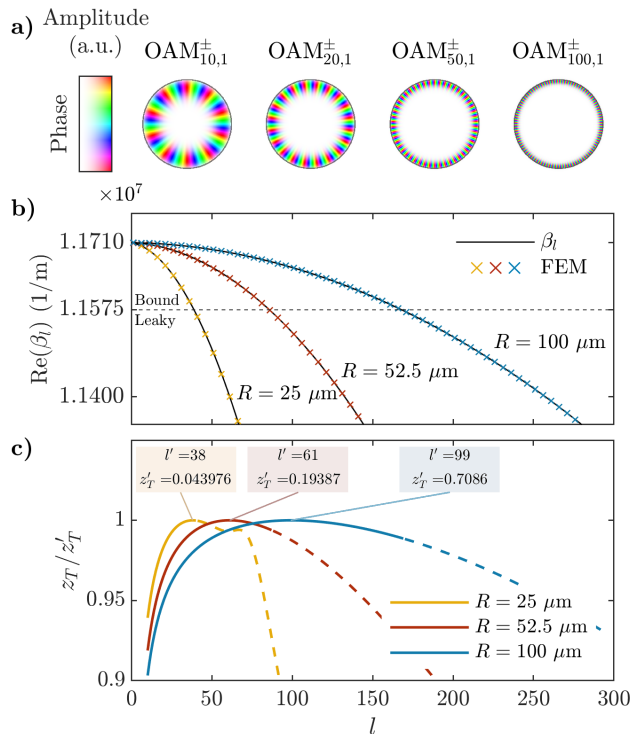 a)
Amplitude
(a.u.)
Phase
OAM±10,1
OAM±20,1
OAM±50,1
OAM±100,1
b)
×10⁷
Re(βl) (1/m)
1.1710
1.1575
1.1400
Bound
Leaky
βl
FEM
R = 25 μm
R = 52.5 μm
R = 100 μm
c)
l′ =38
z′T =0.043976
l′ =61
z′T =0.19387
l′ =99
z′T =0.7086
zT/z′T
1
0.95
0.9
R = 25 μm
R = 52.5 μm
R = 100 μm
0 50 100 150 200 250 300
l